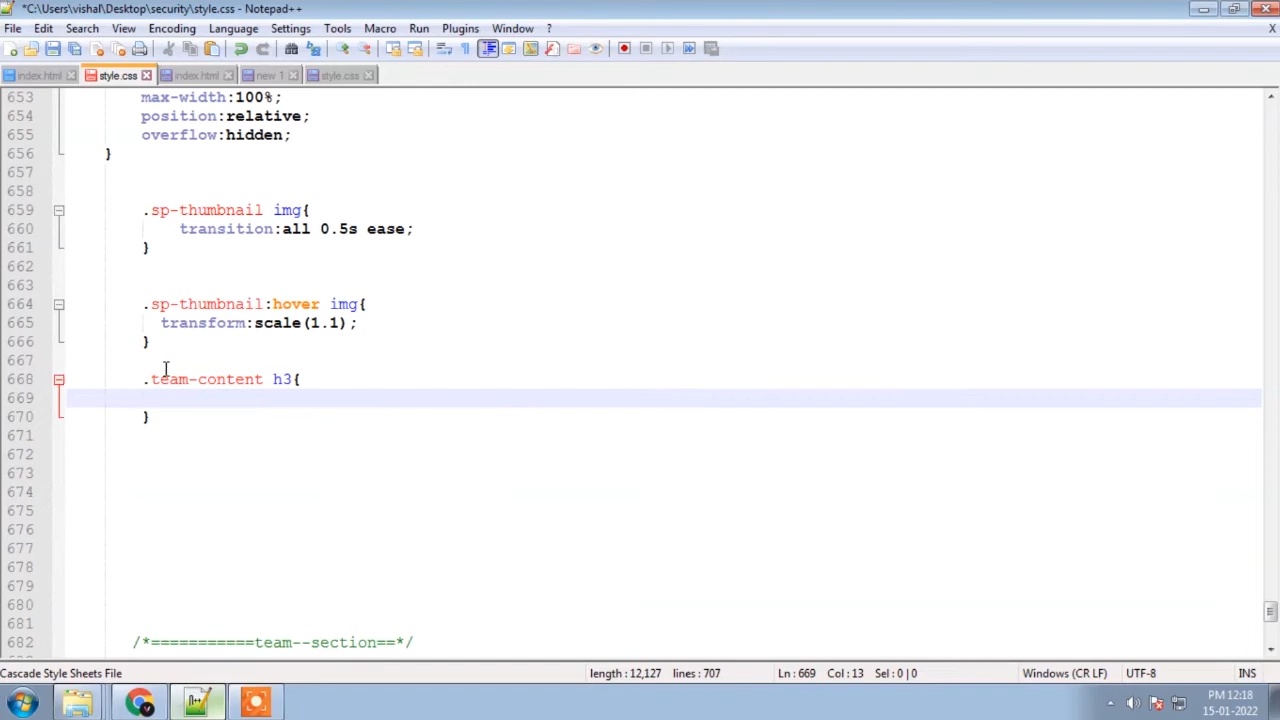 *C:\Users\vishal\Desktop\security\style.css - Notepad++
File Edit Search View Encoding Language Settings Tools Macro Run Plugins Window ? X
index.html style.css index.html new 1 style.css
653 max-width:100%;
654 position:relative;
655 overflow:hidden;
656 }
657
658
659 .sp-thumbnail img{
660 transition:all 0.5s ease;
661 }
662
663
664 .sp-thumbnail:hover img{
665 transform:scale(1.1);
666 }
667
668 .team-content h3{
669
670 }
671
672
673
674
675
676
677
678
679
680
681
682 /*===========team--section==*/
Cascade Style Sheets File length : 12,127 lines : 707 Ln : 669 Col : 13 Sel : 0 | 0 Windows (CR LF) UTF-8 INS
PM 12:18
15-01-2022